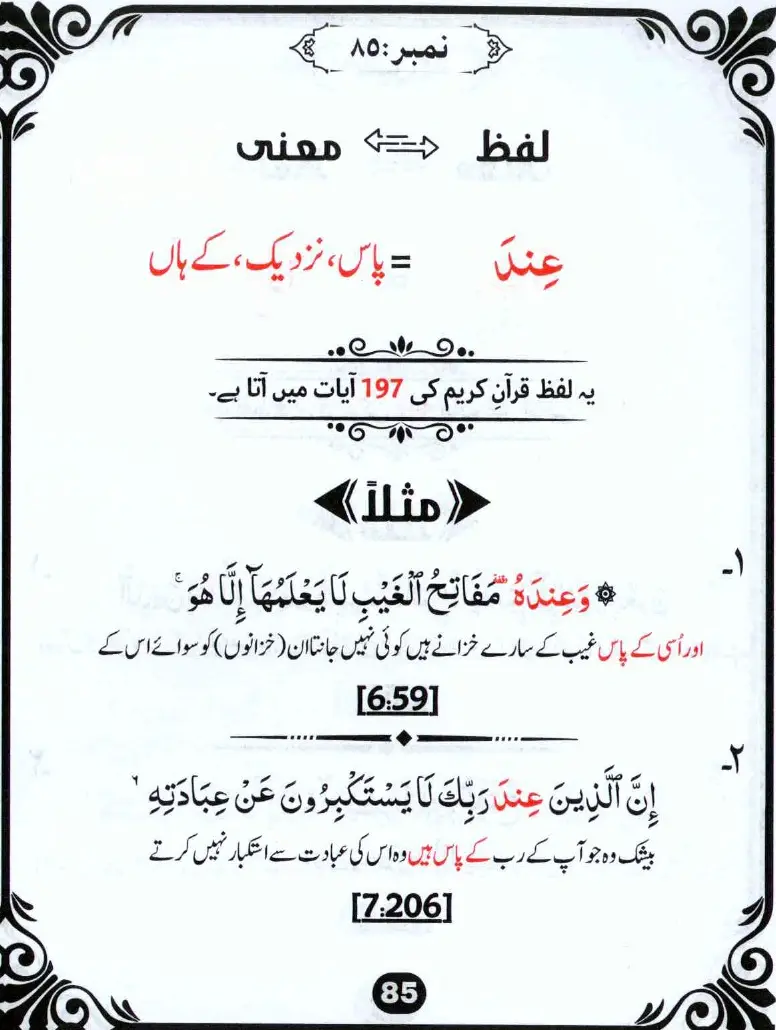 نمبر:۸۵
لفظ معنی
عِندَ = پاس، نزدیک، کے ہاں
یہ لفظ قرآنِ کریم کی 197 آیات میں آتا ہے۔
مثلاً
۱-
۞ وَعِندَهُۥ مَفَاتِحُ ٱلْغَيْبِ لَا يَعْلَمُهَآ إِلَّا هُوَ ۚ
اور اُسی کے پاس غیب کے سارے خزانے ہیں کوئی نہیں جانتا ان (خزانوں) کو سوائے اس کے
[6:59]
۲-
إِنَّ ٱلَّذِينَ عِندَ رَبِّكَ لَا يَسْتَكْبِرُونَ عَنْ عِبَادَتِهِ
بیشک وہ جو آپ کے رب کے پاس ہیں وہ اس کی عبادت سے استکبار نہیں کرتے
[7:206]
85